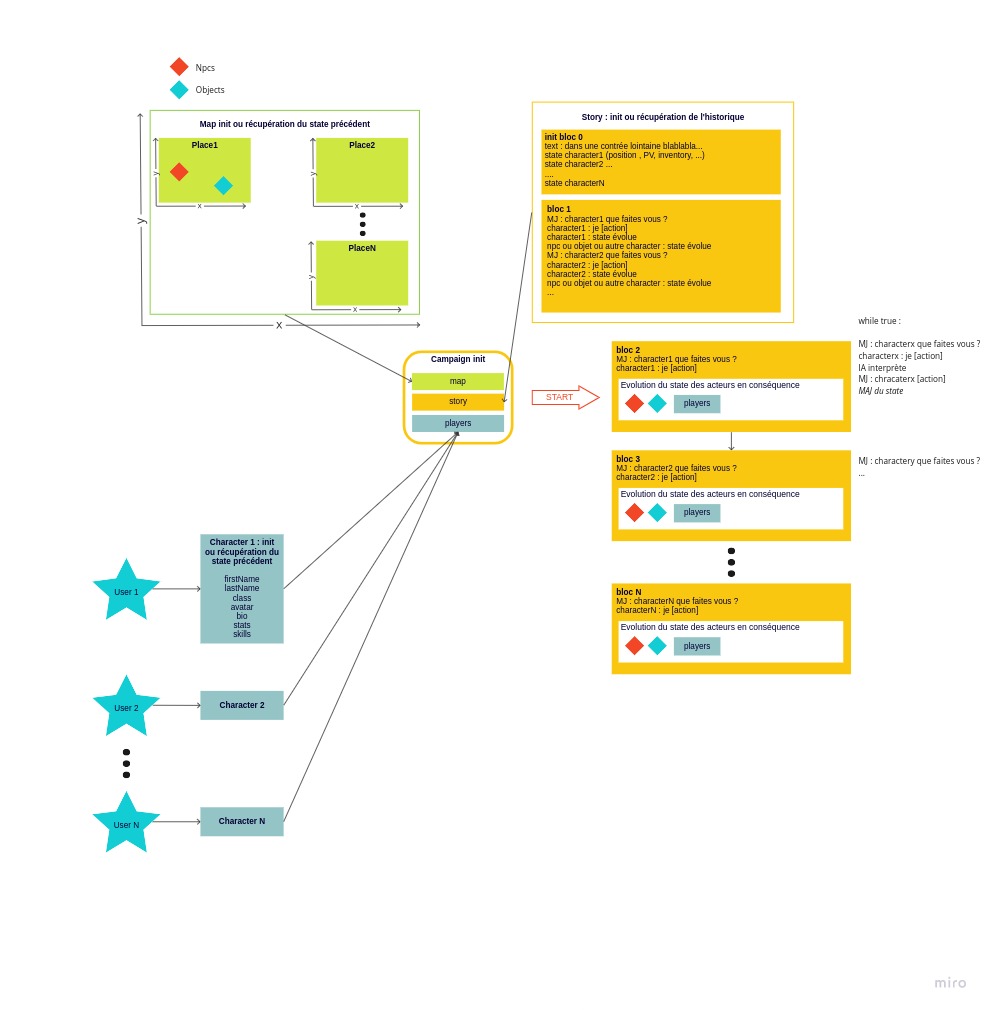 Npcs
Objects
Map init ou récupération du state précédent
Place1
Place2
y
x
y
x
y
PlaceN
y
x
x
Story : init ou récupération de l'historique
init bloc 0
text : dans une contrée lointaine blablabla...
state character1 (position , PV, inventory, ...)
state character2 ...
....
state characterN
bloc 1
MJ : character1 que faites vous ?
character1 : je [action]
character1 : state évolue
npc ou objet ou autre character : state évolue
MJ : character2 que faites vous ?
character2 : je [action]
character2 : state évolue
npc ou objet ou autre character : state évolue
...
Campaign init
map
story
players
START
bloc 2
MJ : character1 que faites vous ?
character1 : je [action]
Evolution du state des acteurs en conséquence
players
bloc 3
MJ : character2 que faites vous ?
character2 : je [action]
Evolution du state des acteurs en conséquence
players
bloc N
MJ : characterN que faites vous ?
characterN : je [action]
Evolution du state des acteurs en conséquence
players
while true :
MJ : characterx que faites vous ?
characterx : je [action]
IA interprète
MJ : chracaterx [action]
MAJ du state
MJ : charactery que faites vous ?
...
User 1
Character 1 : init
ou récupération du
state précédent
firstName
lastName
class
avatar
bio
stats
skills
User 2
Character 2
User N
Character N
miro